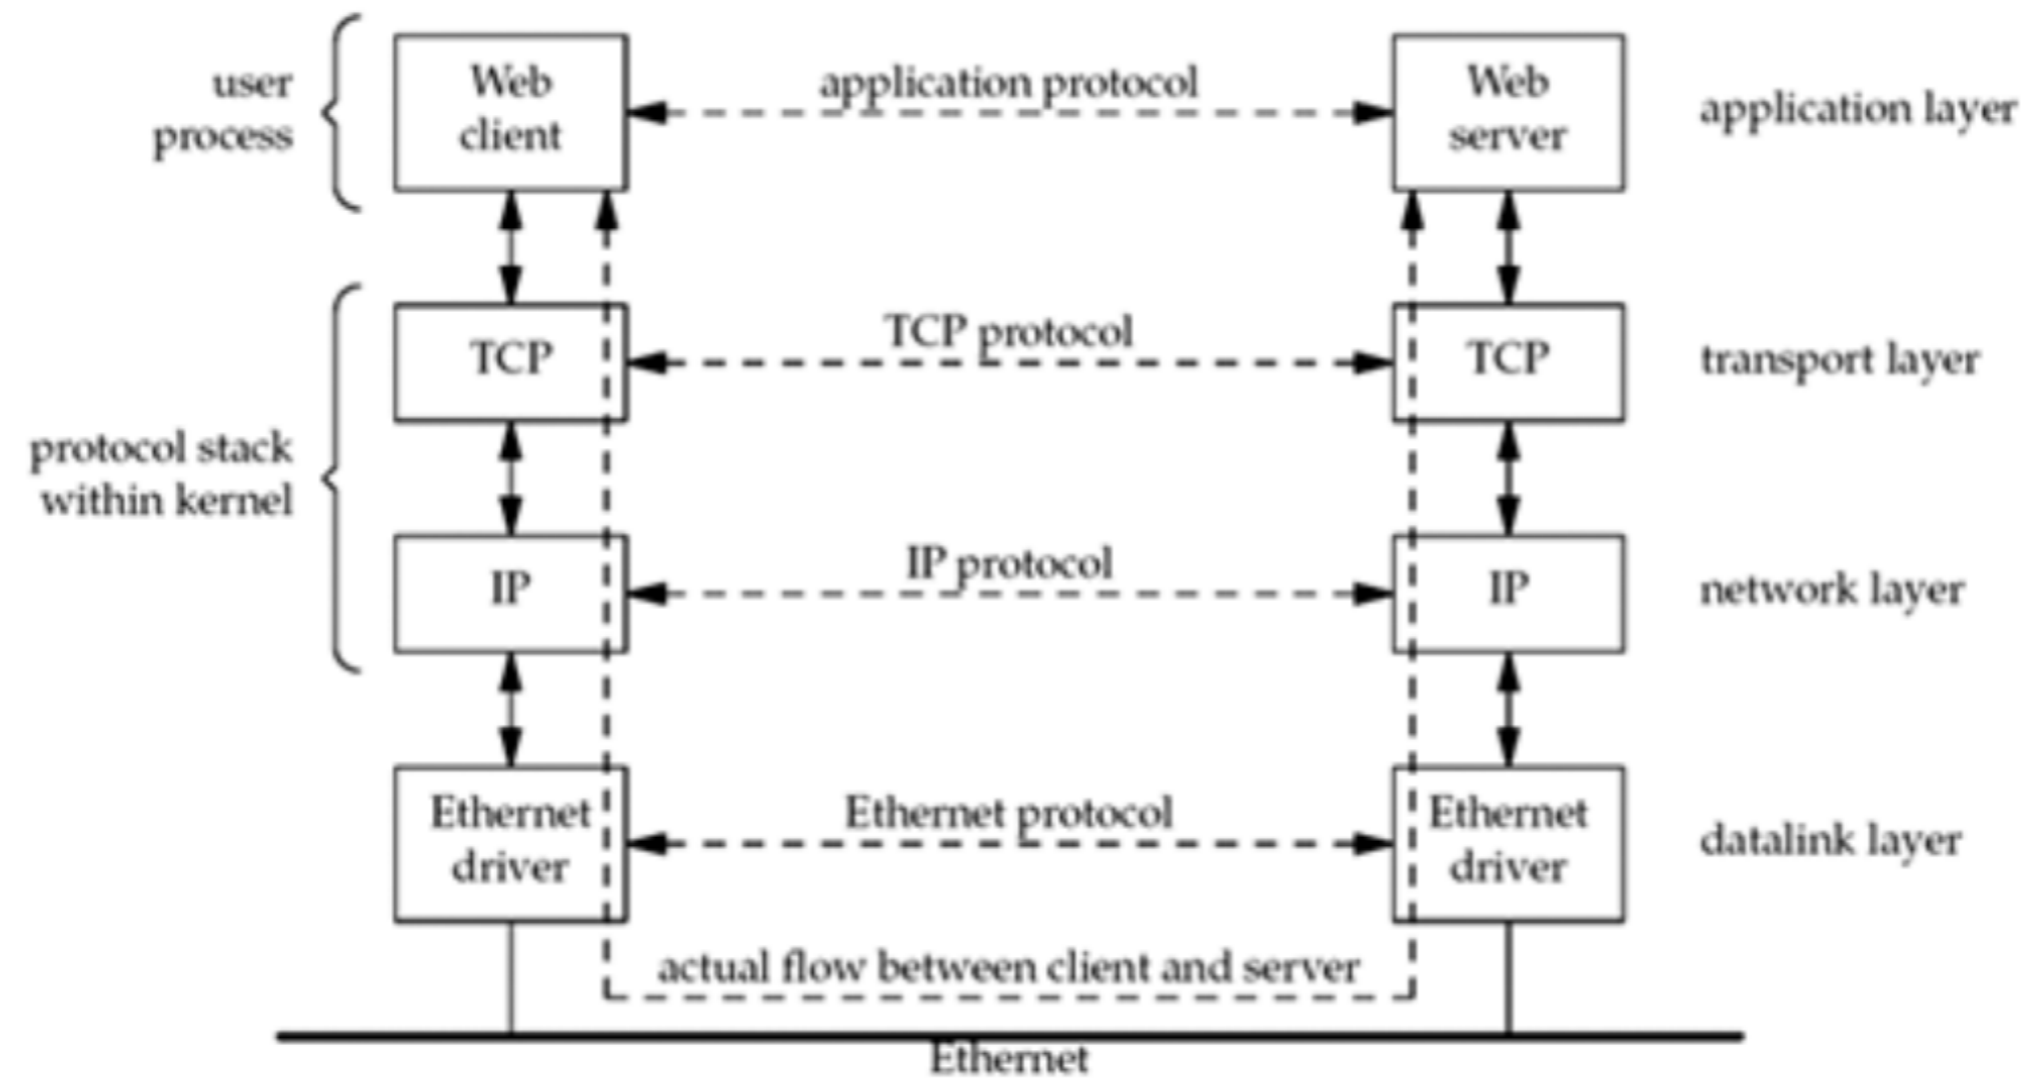 user
process
Web
client
application protocol
Web
server
application layer
TCP
TCP protocol
TCP
transport layer
protocol stack
within kernel
IP
IP protocol
IP
network layer
Ethernet
driver
Ethernet protocol
Ethernet
driver
datalink layer
actual flow between client and server
Ethernet